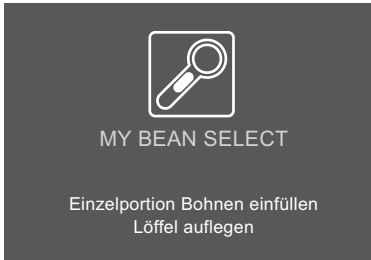 MY BEAN SELECT
Einzelportion Bohnen einfüllen
Löffel auflegen